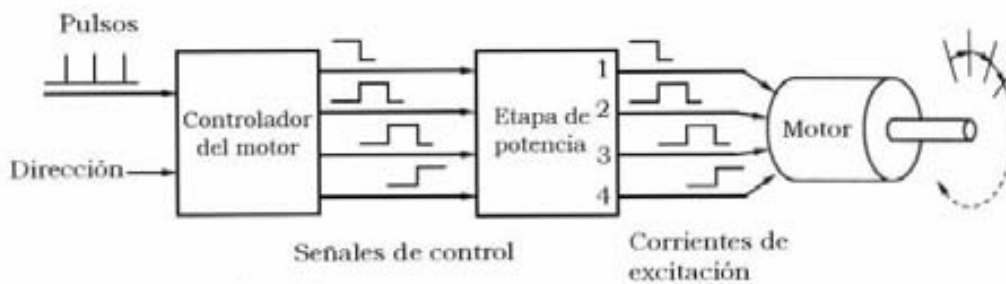 Pulsos
Controlador
del motor
Dirección
Señales de control
Etapa de
potencia
1
2
3
4
Corrientes de
excitación
Motor